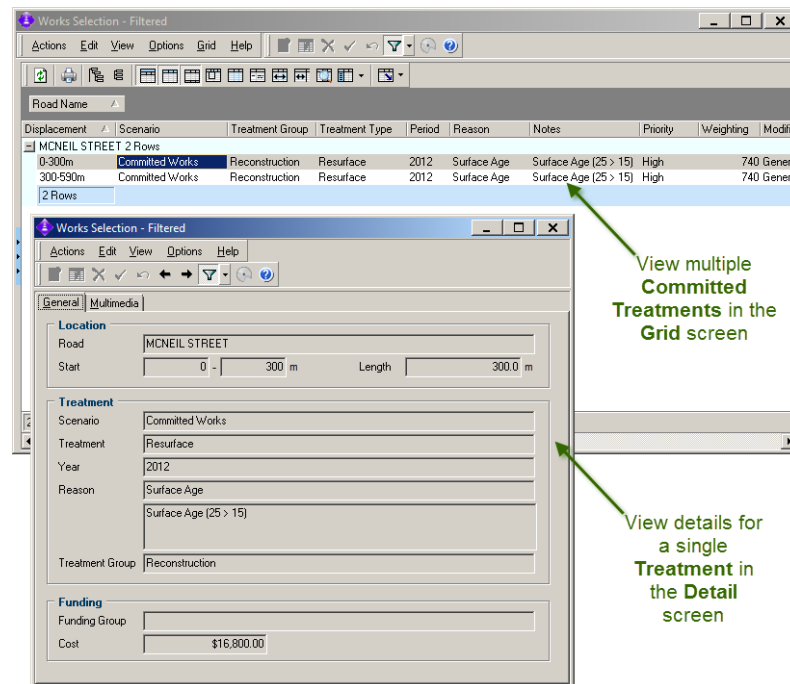 Works Selection - Filtered
Actions Edit View Options Grid Help
Road Name
Displacement Scenario Treatment Group Treatment Type Period Reason Notes Priority Weighting Modifi
MCNEIL STREET 2 Rows
0-300m Committed Works Reconstruction Resurface 2012 Surface Age Surface Age (25 > 15) High 740 Gener
300-590m Committed Works Reconstruction Resurface 2012 Surface Age Surface Age (25 > 15) High 740 Gener
2 Rows
Works Selection - Filtered
Actions Edit View Options Help
General Multimedia
Location
Road MCNEIL STREET
Start 0 - 300 m Length 300.0 m
Treatment
Scenario Committed Works
Treatment Resurface
Year 2012
Reason Surface Age
Surface Age (25 > 15)
Treatment Group Reconstruction
Funding
Funding Group
Cost $16,800.00
View multiple
Committed
Treatments in the
Grid screen
View details for
a single
Treatment in
the Detail
screen